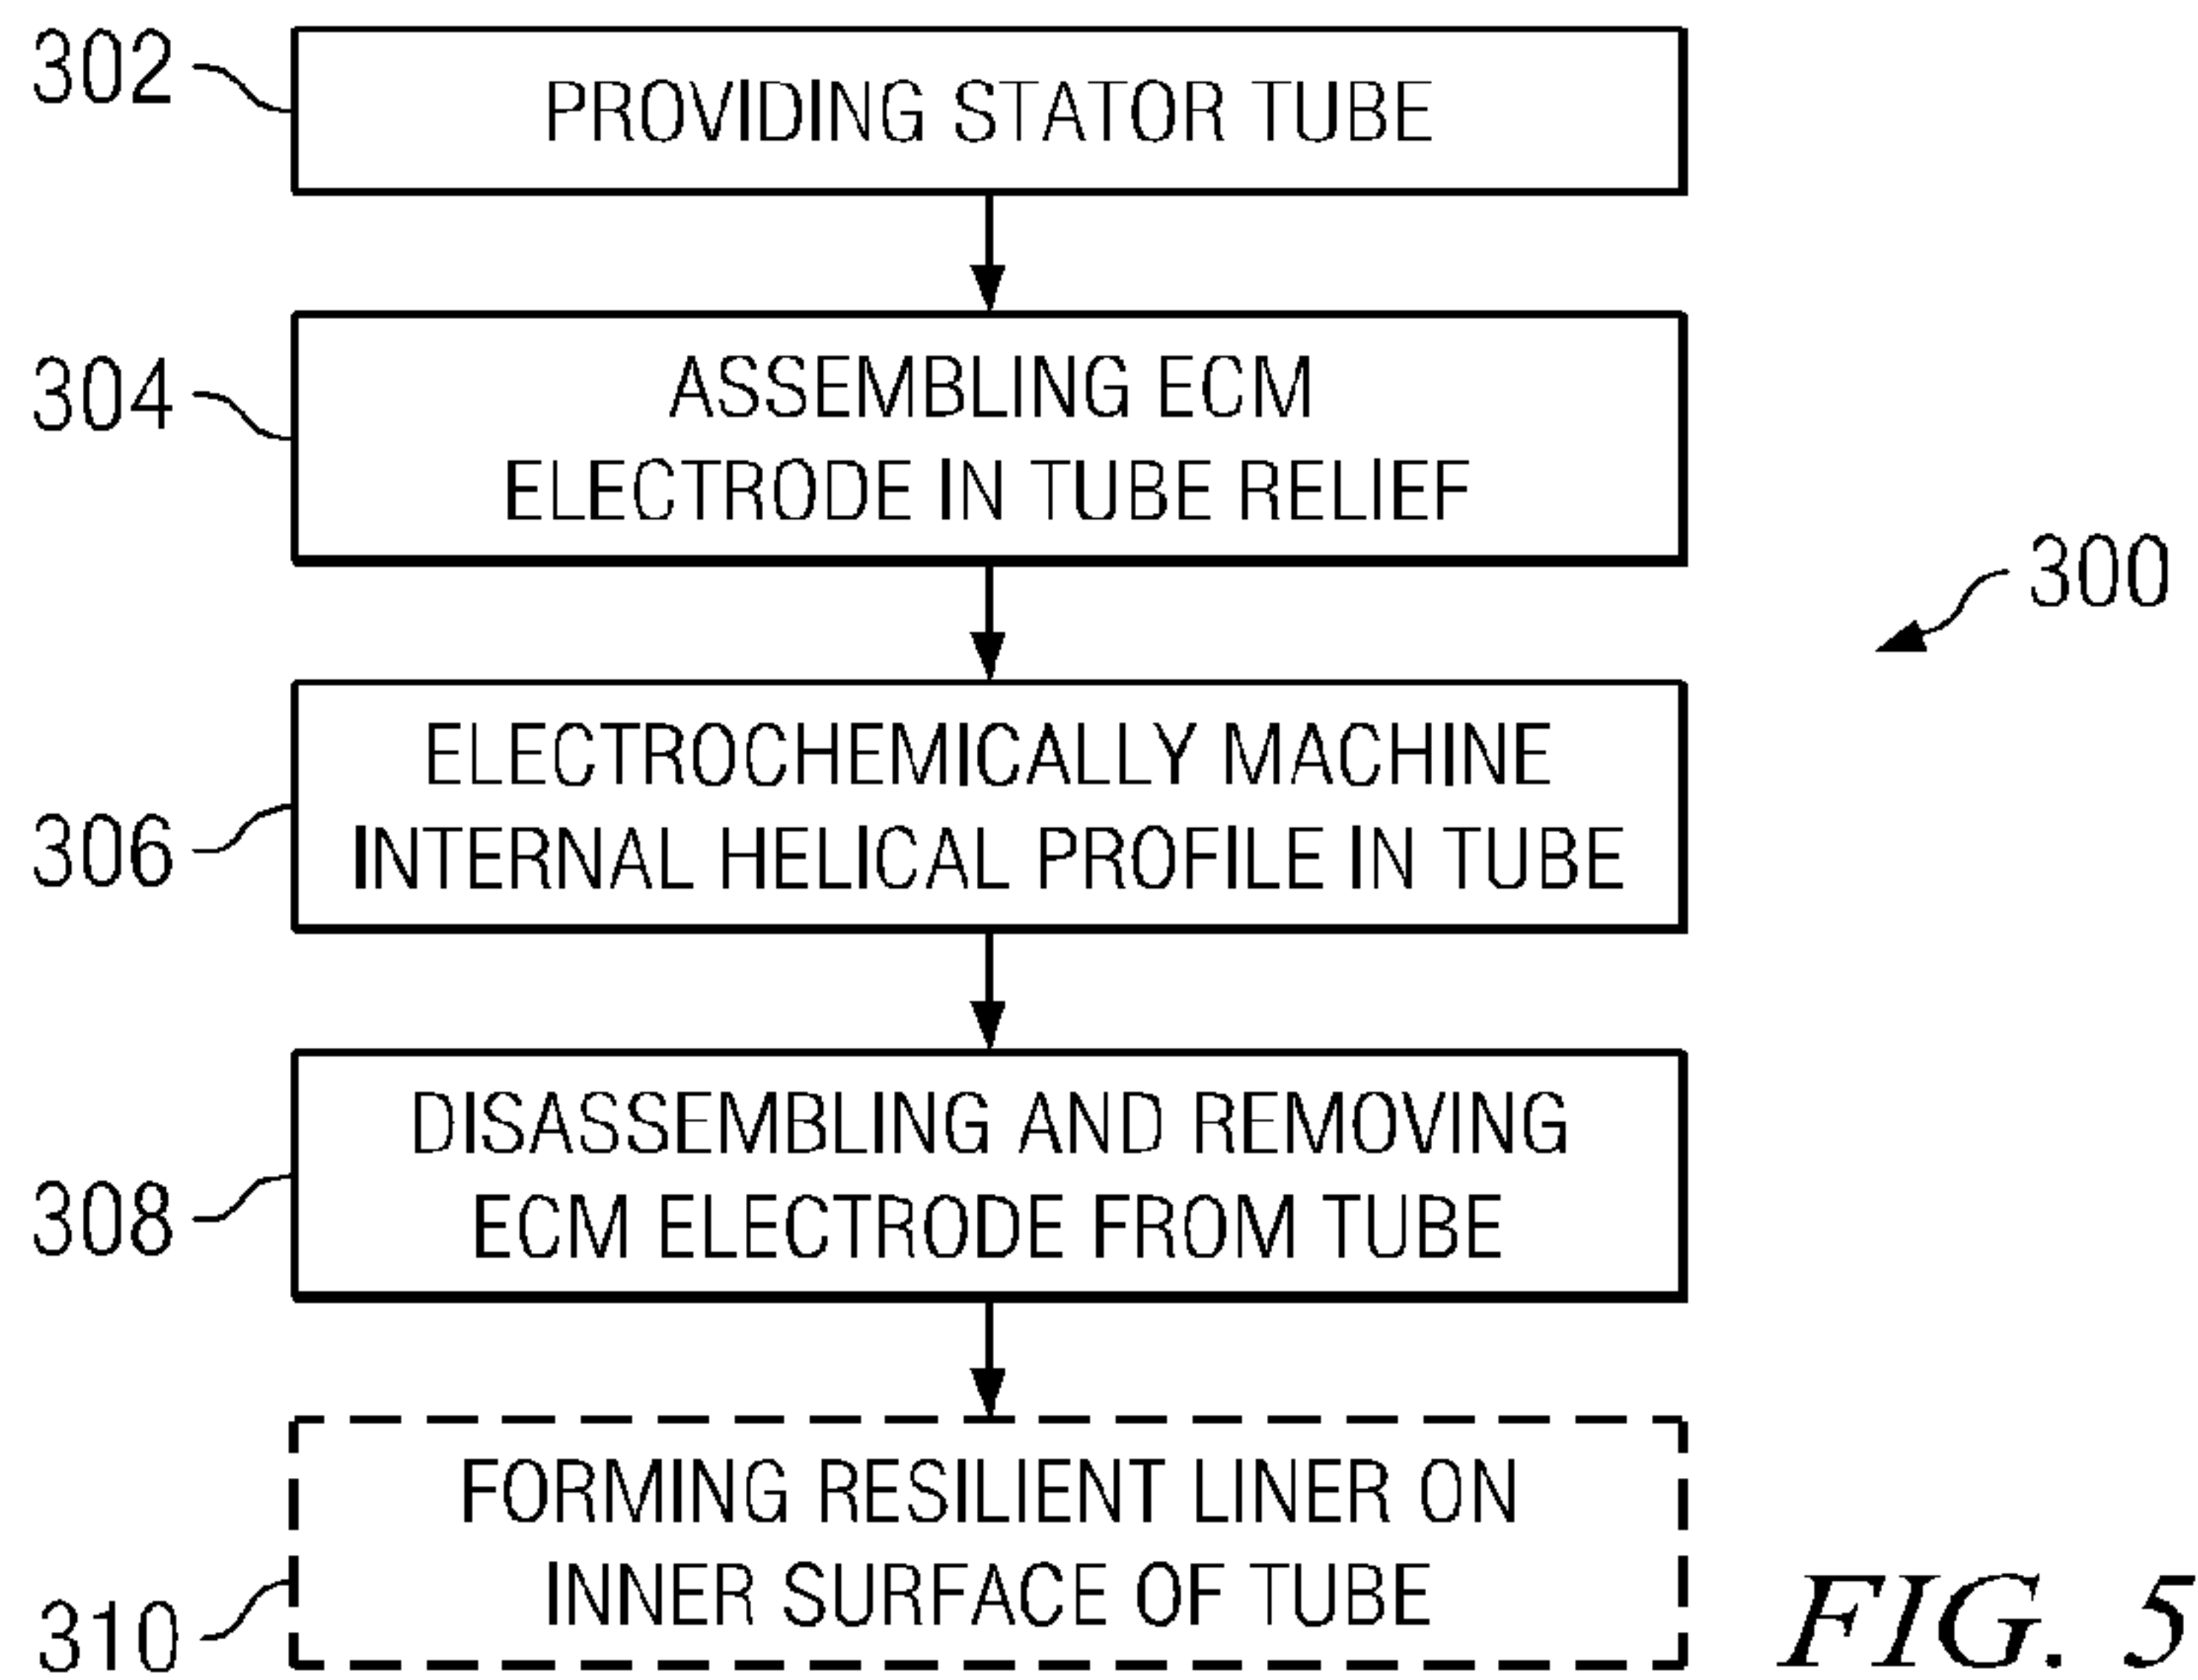 302
PROVIDING STATOR TUBE
304
ASSEMBLING ECM
ELECTRODE IN TUBE RELIEF
300
306
ELECTROCHEMICALLY MACHINE
INTERNAL HELICAL PROFILE IN TUBE
308
DISASSEMBLING AND REMOVING
ECM ELECTRODE FROM TUBE
310
FORMING RESILIENT LINER ON
INNER SURFACE OF TUBE
FIG. 5